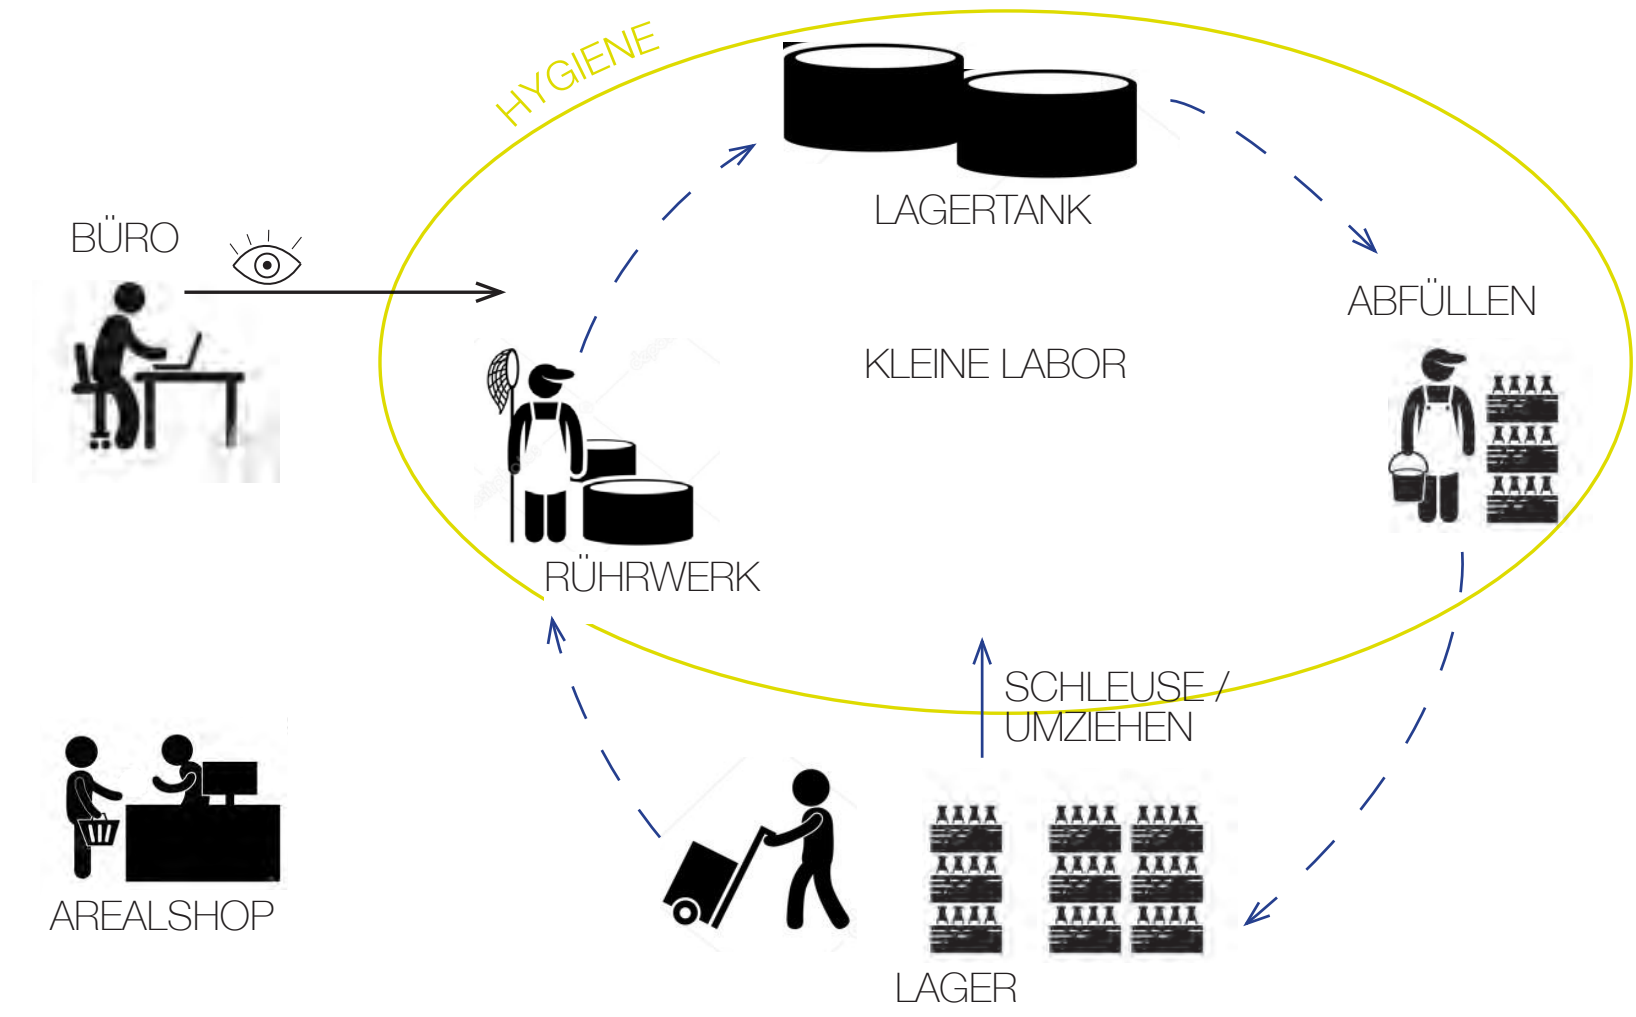 HYGIENE
LAGERTANK
BÜRO
ABFÜLLEN
KLEINE LABOR
RÜHRWERK
SCHLEUSE /
UMZIEHEN
AREALSHOP
LAGER